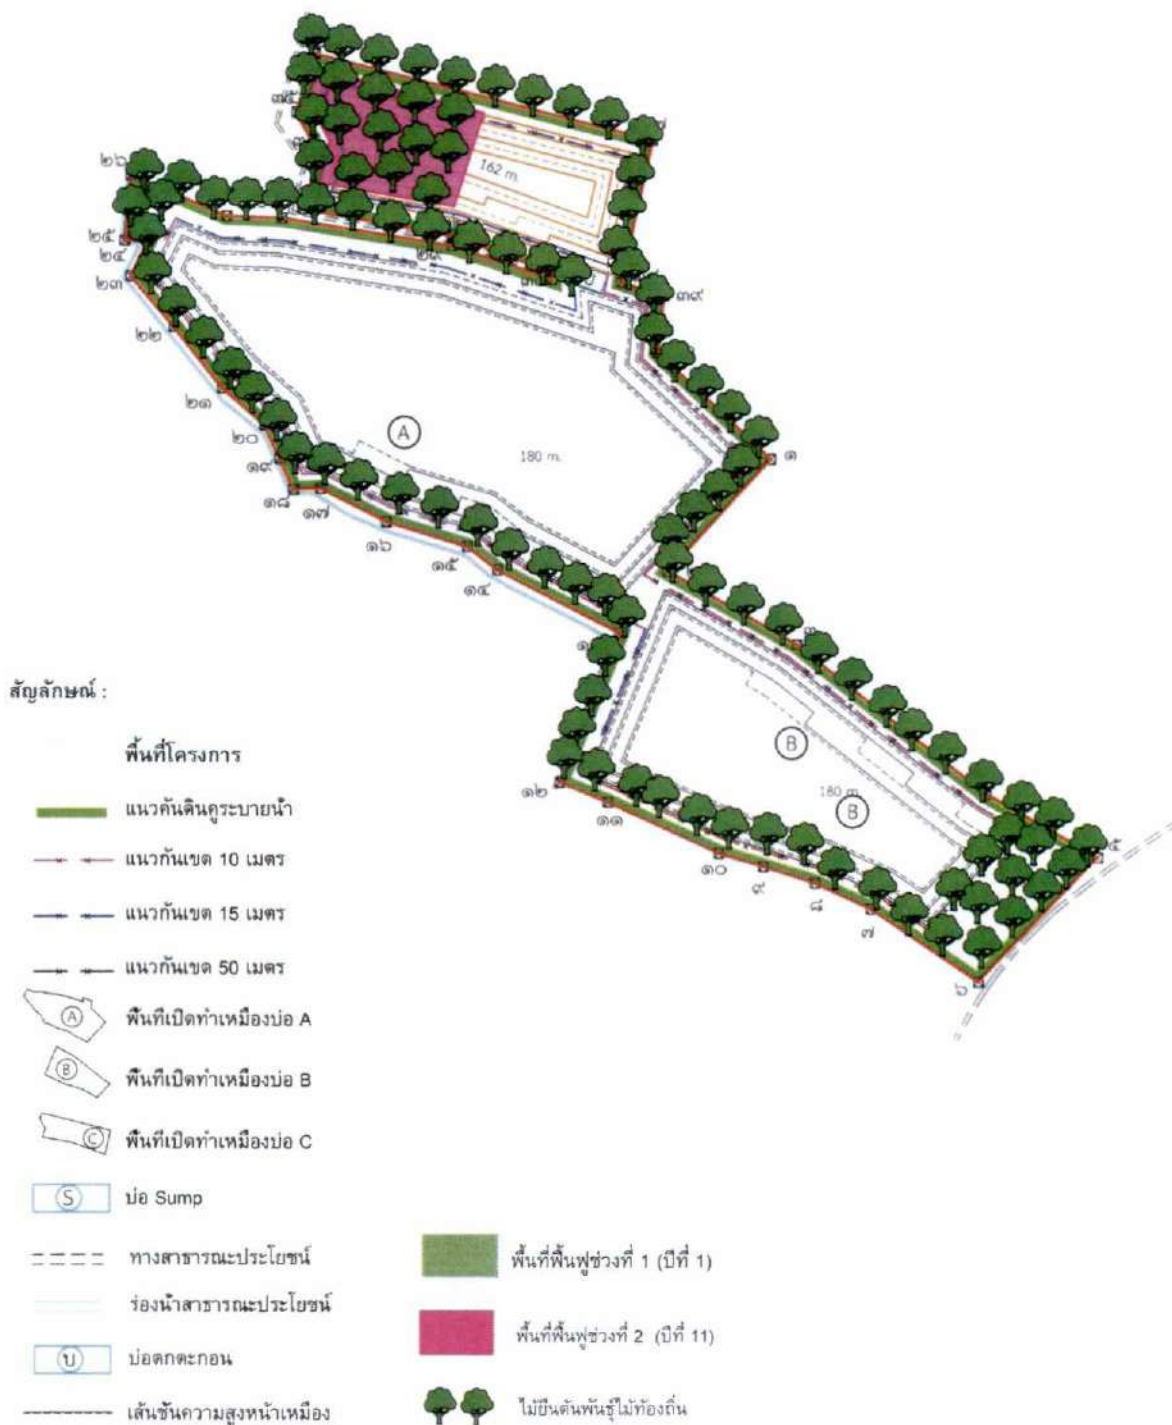 ๓๕
162 m.
๒๖
๒๕
๒๔
๒๓
๒๙
๓๙
๒๒
๒๑
๒๐
๑๙
๑๘
๑๗
A
180 m.
๑
๑๖
๑๕
๑๔
B
180 m.
B
๑๒
๑๑
๑๐
๙
๘
๗
๖
๕
สัญลักษณ์ :
พื้นที่โครงการ
แนวคันดินคูระบายน้ำ
แนวกันเขต 10 เมตร
แนวกันเขต 15 เมตร
แนวกันเขต 50 เมตร
A พื้นที่เปิดทำเหมืองบ่อ A
B พื้นที่เปิดทำเหมืองบ่อ B
C พื้นที่เปิดทำเหมืองบ่อ C
S บ่อ Sump
ทางสาธารณะประโยชน์
ร่องน้ำสาธารณะประโยชน์
บ บ่อตกตะกอน
เส้นชั้นความสูงหน้าเหมือง
พื้นที่ฟื้นฟูช่วงที่ 1 (ปีที่ 1)
พื้นที่ฟื้นฟูช่วงที่ 2 (ปีที่ 11)
ไม้ยืนต้นพันธุ์ไม้ท้องถิ่น